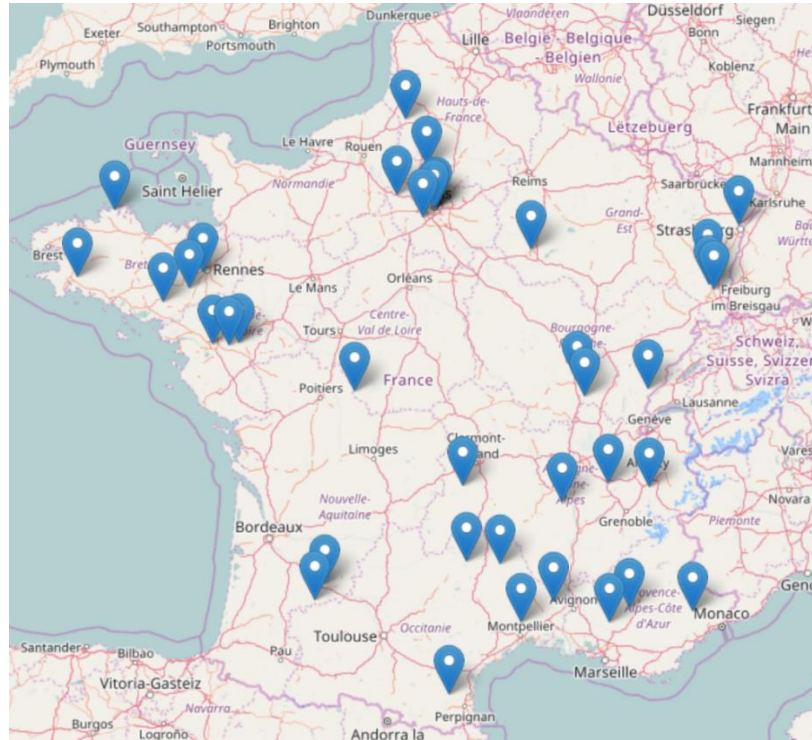 Dunkerque
Düsseldorf
Exeter
Southampton
Brighton
Vlaanderen
Siegen
Portsmouth
Lille
België - Belgique
- Belgien
Bonn
Plymouth
Koblenz
Wallonie
Hauts-de-
France
Frankfurt
Main
Guernsey
Le Havre
Rouen
Lëtzebuerg
Mannheim
Saint Helier
Normandie
Reims
Saarbrücke
Karlsruhe
Grand-
Est
Brest
Rennes
Le Mans
Orléans
Freiburg
im Breisgau
Tours
Centre-
Val de Loire
Schweiz,
Suisse, Svizzer
Svizra
France
Poitiers
Lausanne
Genève
Limoges
Nouvelle-
Aquitaine
Varese
Novara
Bordeaux
Grenoble
Piemonte
Avignon
Toulouse
Occitanie
Montpellier
d'Azur
Monaco
Santander
Bilbao
Pau
Marseille
Vitoria-Gasteiz
Navarra
Perpignan
Burgos
Logroño
Andorra la